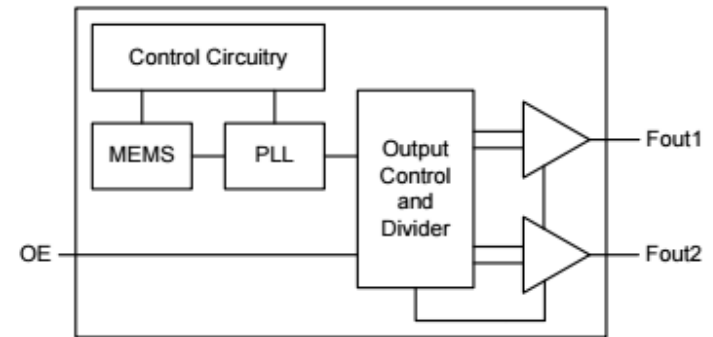 Control Circuitry
MEMS
PLL
Output
Control
and
Divider
Fout1
OE
Fout2